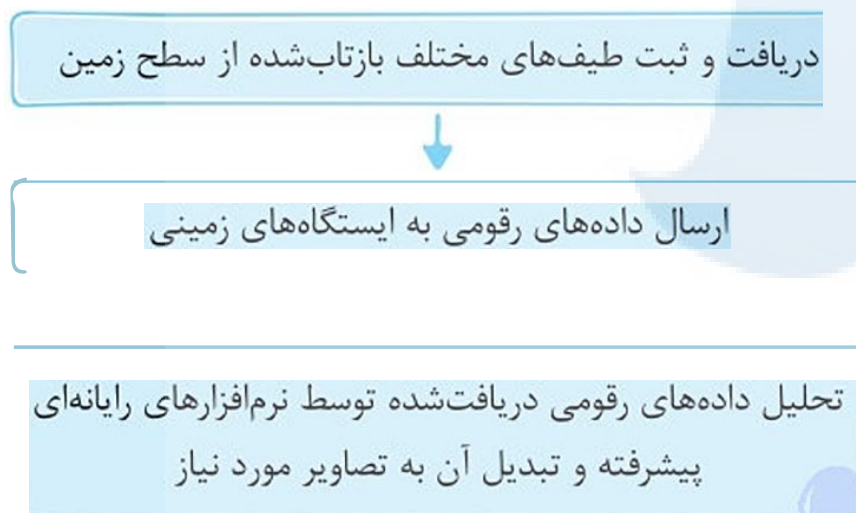 دریافت و ثبت طیف‌های مختلف بازتاب‌شده از سطح زمین
ارسال داده‌های رقومی به ایستگاه‌های زمینی
تحلیل داده‌های رقومی دریافت‌شده توسط نرم‌افزارهای رایانه‌ای
پیشرفته و تبدیل آن به تصاویر مورد نیاز